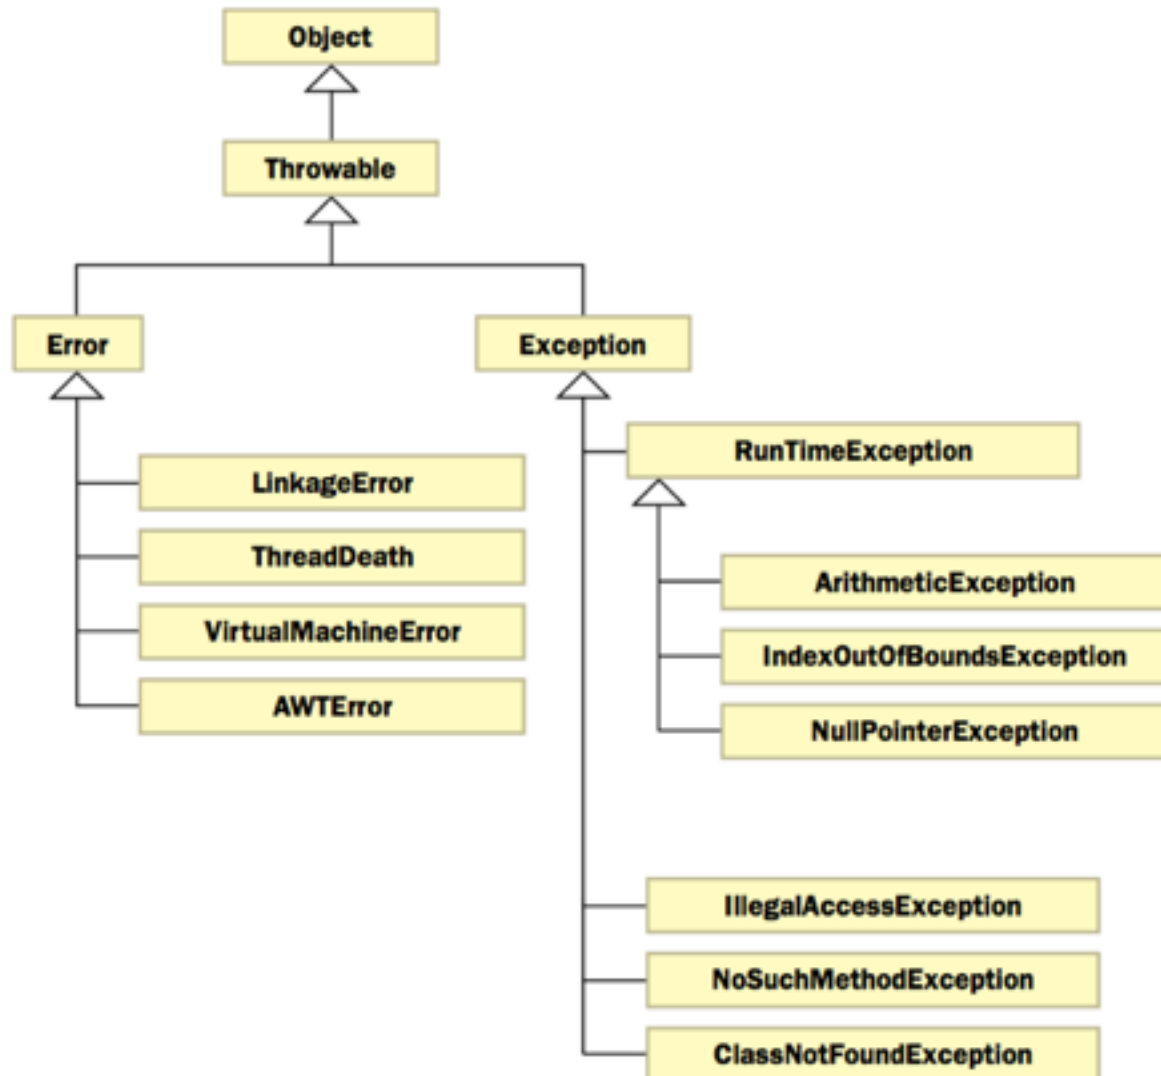 Object
Throwable
Error
Exception
RunTimeException
LinkageError
ThreadDeath
VirtualMachineError
AWTError
ArithmeticException
IndexOutOfBoundsException
NullPointerException
IllegalAccessException
NoSuchMethodException
ClassNotFoundException